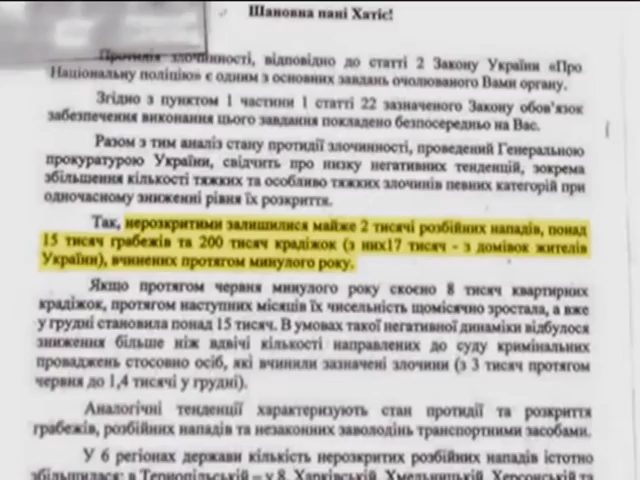 Шановна пані Хатіє!
Протидія злочинності, відповідно до статті 2 Закону України «Про
Національну поліцію» є одним з основних завдань очолюваного Вами органу.
Згідно з пунктом 1 частини 1 статті 22 зазначеного Закону обов'язок
забезпечення виконання цього завдання покладено безпосередньо на Вас.
Разом з тим аналіз стану протидії злочинності, проведений Генеральною
прокуратурою України, свідчить про низку негативних тенденцій, зокрема
збільшення кількості тяжких та особливо тяжких злочинів певних категорій при
одночасному зниженні рівня їх розкриття.
Так, нерозкритими залишилися майже 2 тисячі розбійних нападів, понад
15 тисяч грабежів та 200 тисяч крадіжок (з них17 тисяч - з домівок жителів
України), вчинених протягом минулого року.
Якщо протягом червня минулого року скоєно 8 тисяч квартирних
крадіжок, протягом наступних місяців їх чисельність щомісячно зростала, а вже
у грудні становила понад 15 тисяч. В умовах такої негативної динаміки відбулося
зниження більше ніж вдвічі кількості направлених до суду кримінальних
проваджень стосовно осіб, які вчинили зазначені злочини (з 3 тисяч протягом
червня до 1,4 тисячі у грудні).
Аналогічні тенденції характеризують стан протидії та розкриття
грабежів, розбійних нападів та незаконних заволодінь транспортними засобами.
У 6 регіонах держави кількість нерозкритих розбійних нападів істотно
збільшилася: в Тернопільській – у 8, Харківській, Хмельницькій, Херсонській та